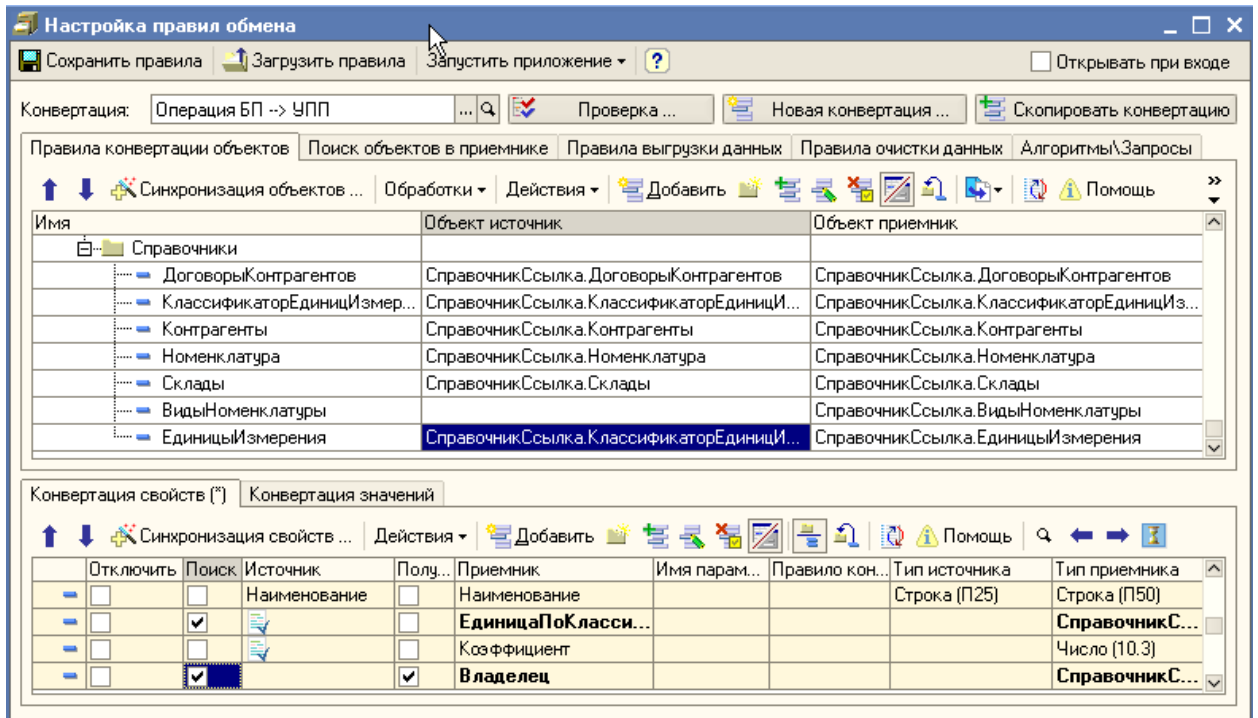 Настройка правил обмена
Сохранить правила Загрузить правила Запустить приложение ? Открывать при входе
Конвертация: Операция БП --> УПП ... Проверка ... Новая конвертация ... Скопировать конвертацию
Правила конвертации объектов Поиск объектов в приемнике Правила выгрузки данных Правила очистки данных Алгоритмы\Запросы
Синхронизация объектов ... Обработки Действия Добавить Помощь »
Имя Объект источник Объект приемник
Справочники
ДоговорыКонтрагентов СправочникСсылка.ДоговорыКонтрагентов СправочникСсылка.ДоговорыКонтрагентов
КлассификаторЕдиницИзмер... СправочникСсылка.КлассификаторЕдиницИ... СправочникСсылка.КлассификаторЕдиницИз...
Контрагенты СправочникСсылка.Контрагенты СправочникСсылка.Контрагенты
Номенклатура СправочникСсылка.Номенклатура СправочникСсылка.Номенклатура
Склады СправочникСсылка.Склады СправочникСсылка.Склады
ВидыНоменклатуры СправочникСсылка.ВидыНоменклатуры
ЕдиницыИзмерения СправочникСсылка.КлассификаторЕдиницИ... СправочникСсылка.ЕдиницыИзмерения
Конвертация свойств (*) Конвертация значений
Синхронизация свойств ... Действия Добавить Помощь
Отключить Поиск Источник Полу... Приемник Имя парам... Правило кон... Тип источника Тип приемника
Наименование Наименование Строка (П25) Строка (П50)
ЕдиницаПоКласси... СправочникС...
Коэффициент Число (10.3)
Владелец СправочникС...